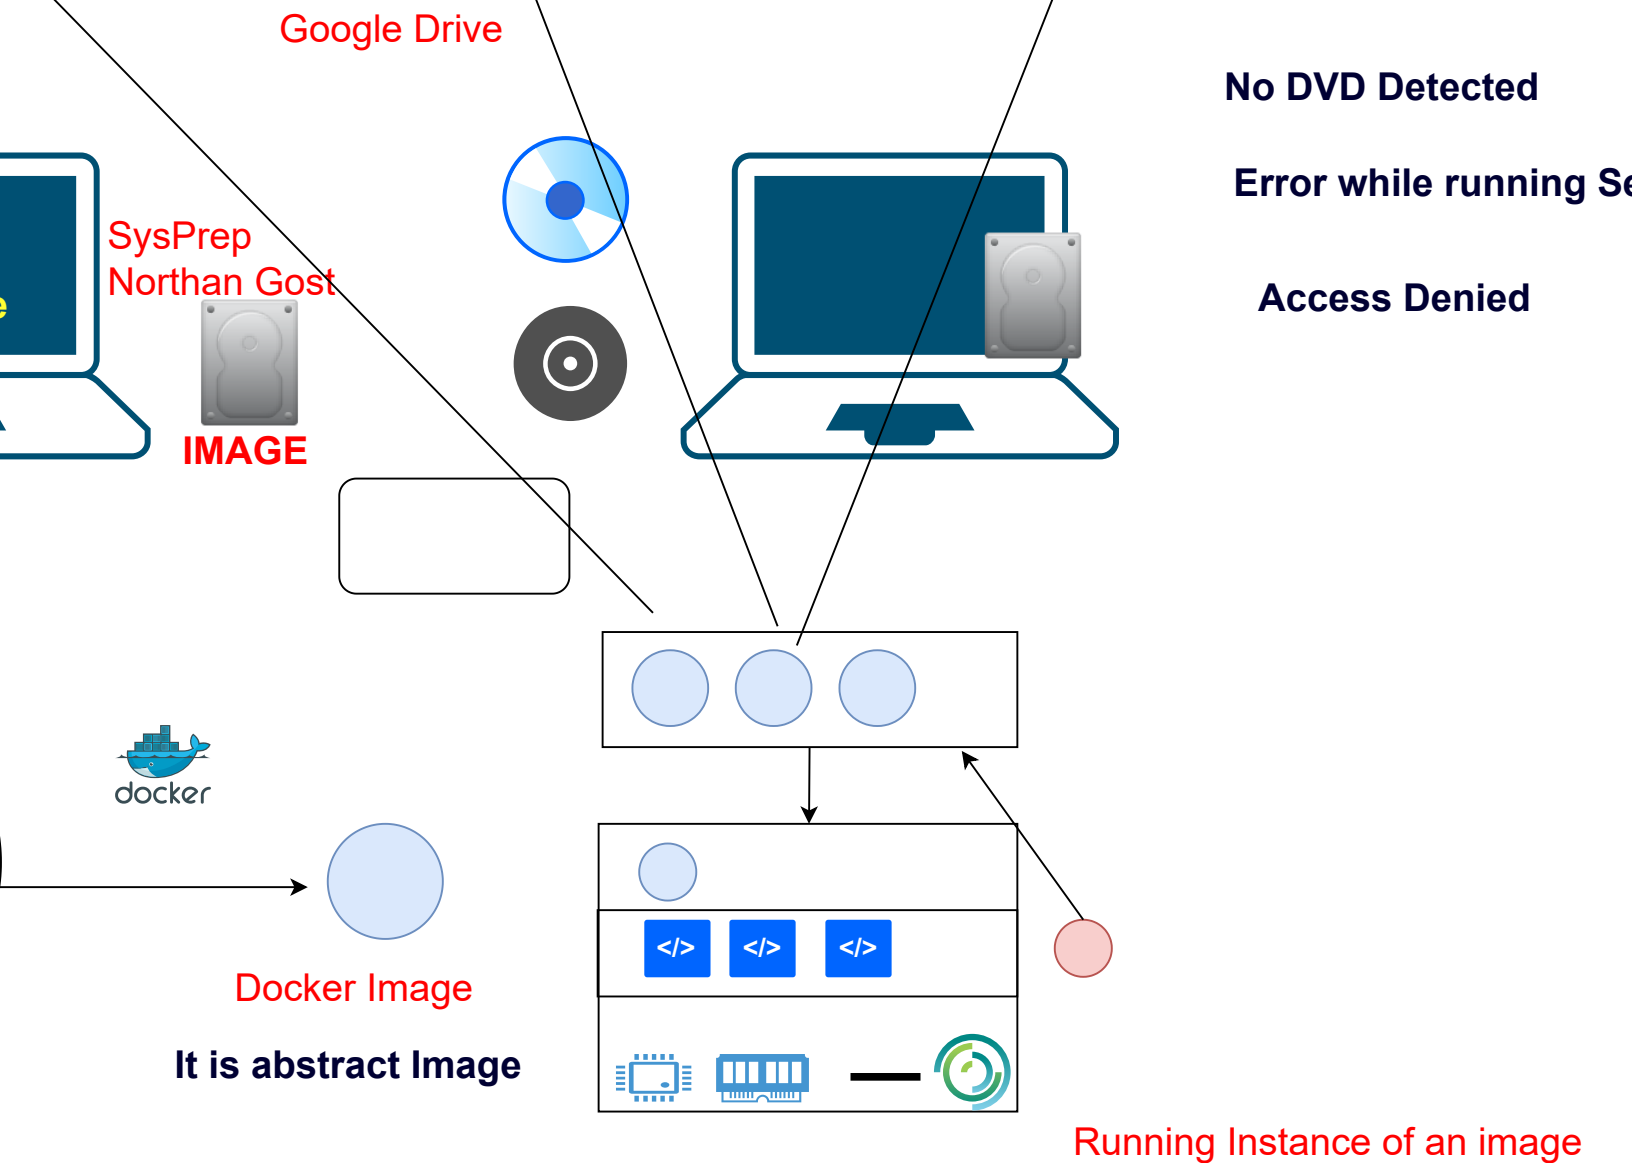 Google Drive
No DVD Detected
Error while running Se
SysPrep
Northan Gost
e
Access Denied
IMAGE
docker
</> </> </>
Docker Image
It is abstract Image
Running Instance of an image